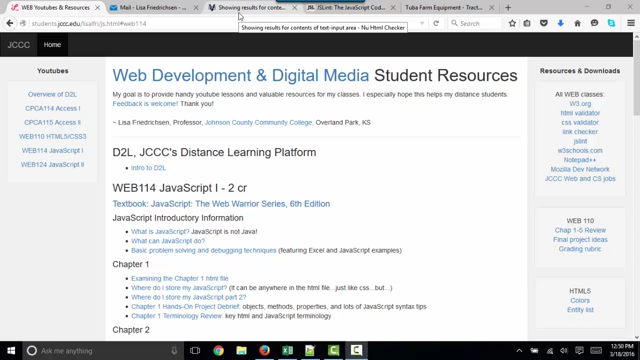 WEB Youtubes & Resources
Mail - Lisa Friedrichsen - ...
Showing results for conte...
JSLint: The JavaScript Cod...
Tuba Farm Equipment - Tract...
students.jccc.edu/lisafri/js.html#web114
Search
Showing results for contents of text-input area - Nu Html Checker
JCCC
Home
Youtubes
Overview of D2L
CPCA114 Access I
CPCA115 Access II
WEB110 HTML5/CSS3
WEB114 JavaScript I
WEB124 JavaScript II
Web Development & Digital Media Student Resources
My goal is to provide handy youtube lessons and valuable resources for my classes. I especially hope this helps my distance students.
Feedback is welcome! Thank you!
~ Lisa Friedrichsen, Professor, Johnson County Community College, Overland Park, KS
D2L, JCCC's Distance Learning Platform
Intro to D2L
WEB114 JavaScript I - 2 cr
Textbook: JavaScript: The Web Warrior Series, 6th Edition
JavaScript Introductory Information
What is JavaScript? JavaScript is not Java!
What can JavaScript do?
Basic problem solving and debugging techniques (featuring Excel and JavaScript examples)
Chapter 1
Examining the Chapter 1 html file
Where do I store my JavaScript? (It can be anywhere in the html file...just like css...but...)
Where do I store my JavaScript part 2?
Chapter 1 Hands-On Project Debrief: objects, methods, properties, and lots of JavaScript syntax tips
Chapter 1 Terminology Review: key html and JavaScript terminology
Chapter 2
Resources & Downloads
All WEB classes:
W3.org
html validator
css validator
link checker
jslint
w3schools.com
Notepad++
Mozilla Dev Network
JCCC Web and CS jobs
WEB 110
Chap 1-5 Review
Final project ideas
Grading rubric
HTML5
Colors
Entity list
Ask me anything
12:50 PM
3/18/2016